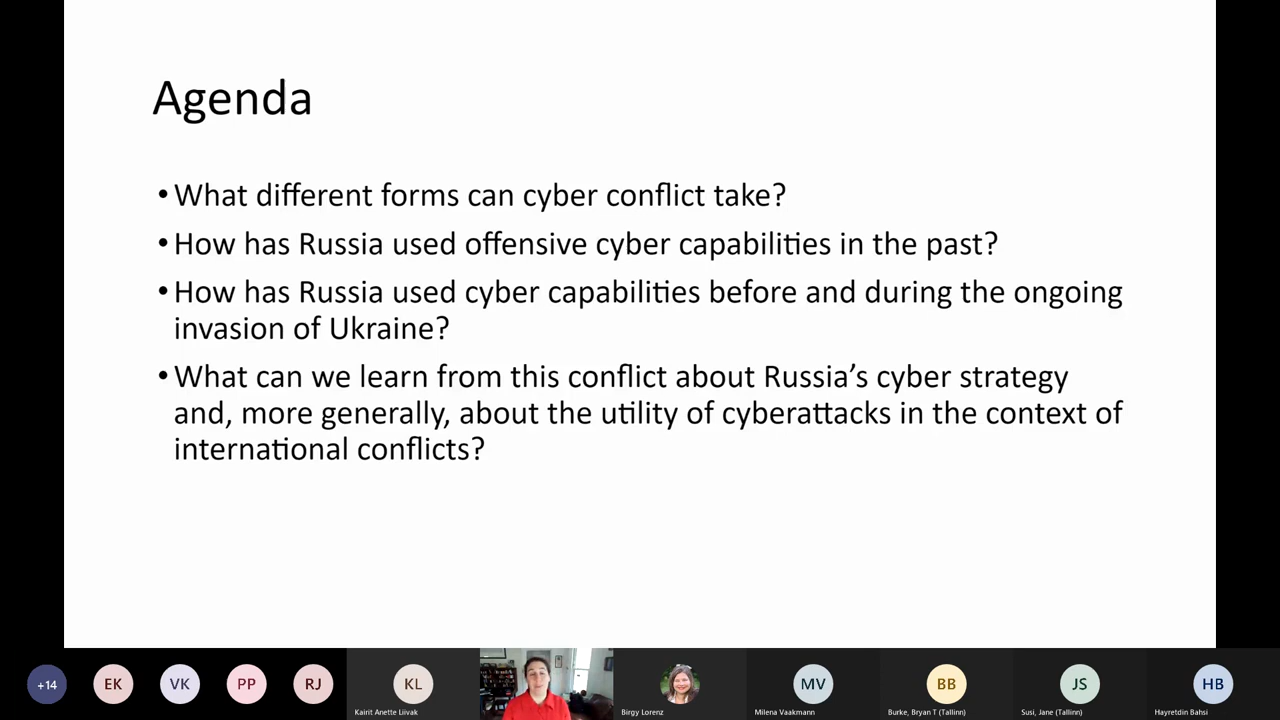 Agenda
•What different forms can cyber conflict take?
•How has Russia used offensive cyber capabilities in the past?
•How has Russia used cyber capabilities before and during the ongoing
invasion of Ukraine?
•What can we learn from this conflict about Russia’s cyber strategy
and, more generally, about the utility of cyberattacks in the context of
international conflicts?
+14
EK
VK
PP
RJ
KL
MV
BB
JS
HB
Kairit Anette Liivak
Birgy Lorenz
Milena Vaakmann
Burke, Bryan T (Tallinn)
Susi, Jane (Tallinn)
Hayretdin Bahsi